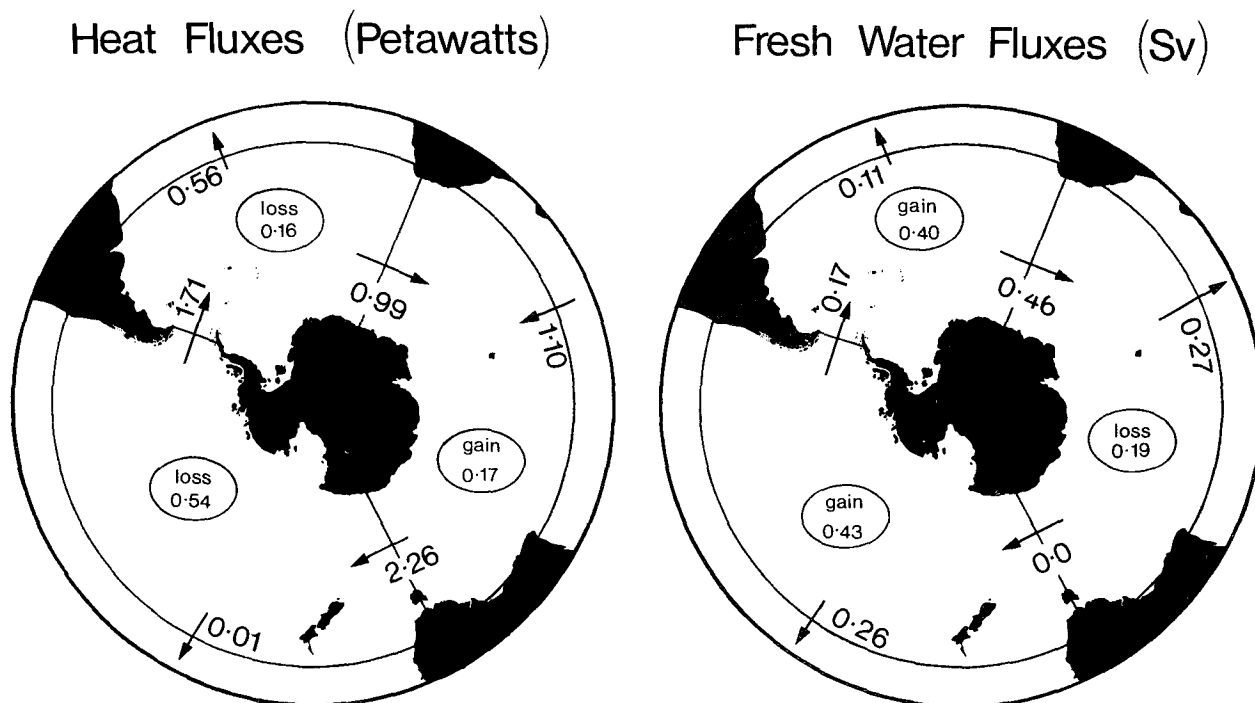 Heat Fluxes (Petawatts)
0·56
loss
0·16
1·71
0·99
1·10
gain
0·17
loss
0·54
2·26
0·01
Fresh Water Fluxes (Sv)
0·11
gain
0·40
0·17
0·46
0·27
loss
0·19
gain
0·43
0·0
0·26